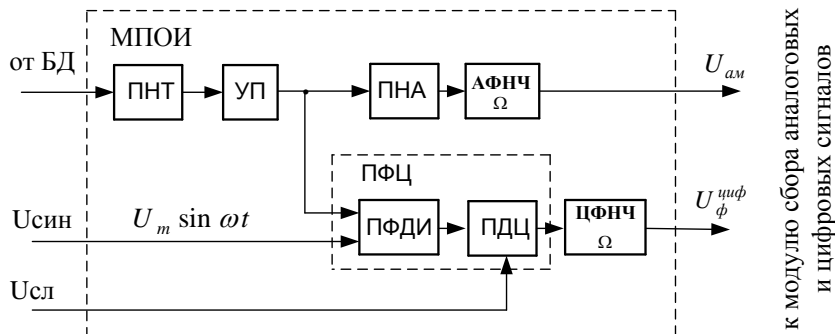 МПОИ
от БД
ПНТ
УП
ПНА
АФНЧ
Ω
U_ам
ПФЦ
Uсин
U_m sin ωt
ПФДИ
ПДЦ
ЦФНЧ
Ω
U_ф^циф
Uсл
к модулю сбора аналоговых
и цифровых сигналов